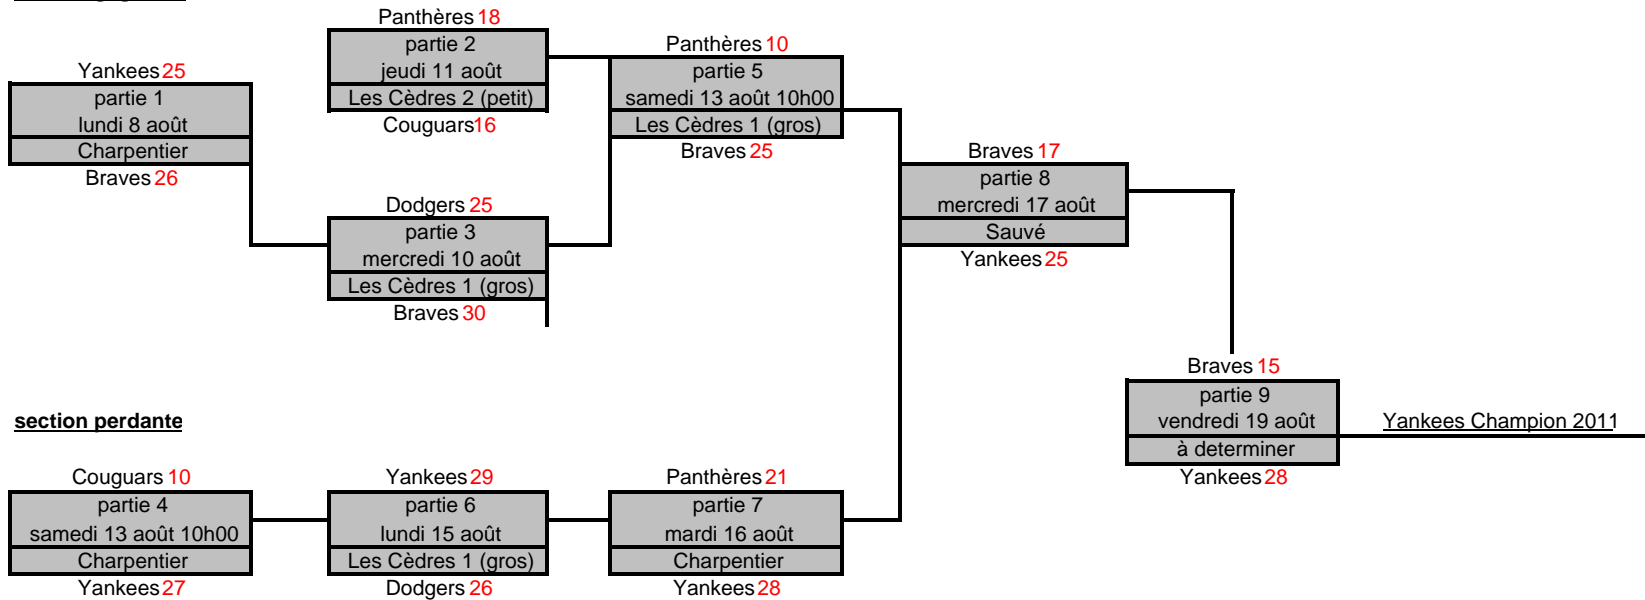 Panthères 18
partie 2
jeudi 11 août
Les Cèdres 2 (petit)
Couguars 16
Panthères 10
partie 5
samedi 13 août 10h00
Les Cèdres 1 (gros)
Braves 25
Yankees 25
partie 1
lundi 8 août
Charpentier
Braves 26
Dodgers 25
partie 3
mercredi 10 août
Les Cèdres 1 (gros)
Braves 30
Braves 17
partie 8
mercredi 17 août
Sauvé
Yankees 25
Braves 15
partie 9
vendredi 19 août
à determiner
Yankees 28
Yankees Champion 2011
section perdante
Couguars 10
partie 4
samedi 13 août 10h00
Charpentier
Yankees 27
Yankees 29
partie 6
lundi 15 août
Les Cèdres 1 (gros)
Dodgers 26
Panthères 21
partie 7
mardi 16 août
Charpentier
Yankees 28